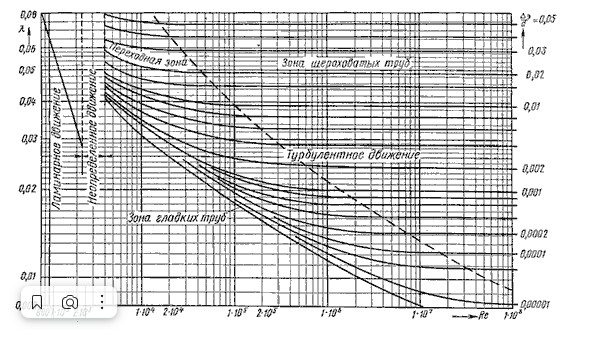 0,08
λ
0,06
0,05
0,04
0,03
0,02
0,01
Ламинарное движение
Неопределенное движение
Переходная зона
Зона шероховатых труб
Турбулентное движение
Зона гладких труб
=0,05
0,03
0,02
0,01
0,002
0,001
0,0002
0,0001
0,00001
1·10⁴
2·10⁴
1·10⁵
2·10⁵
1·10⁶
1·10⁷
Re
1·10⁸